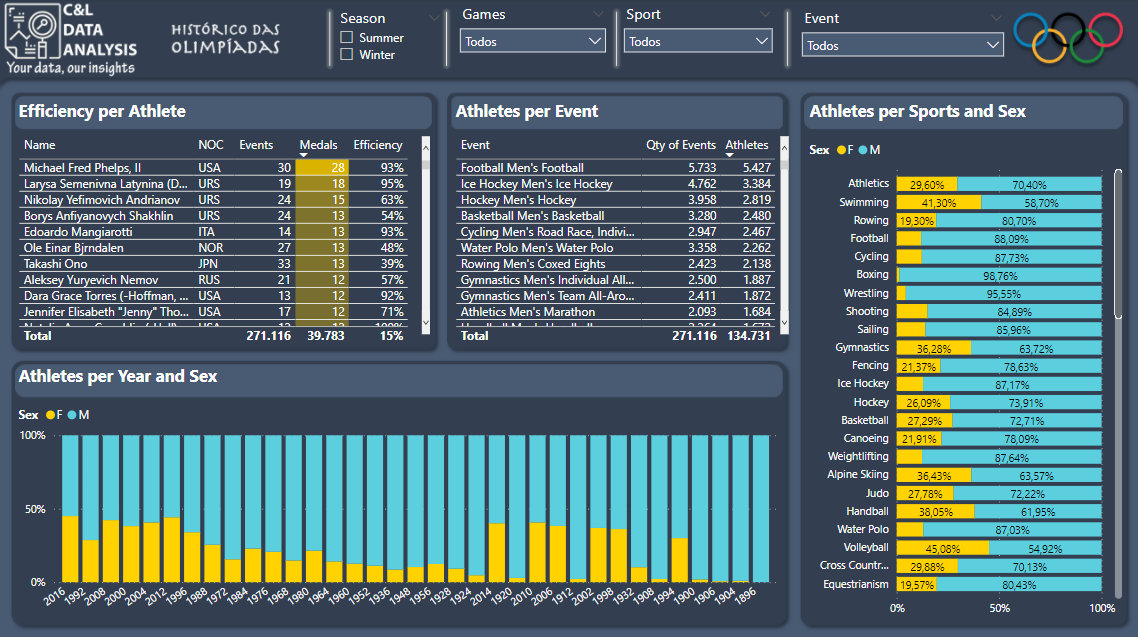 C&L
DATA
ANALYSIS
Your data, our insights
HISTÓRICO DAS
OLIMPÍADAS
Season
Summer
Winter
Games
Todos
Sport
Todos
Event
Todos
Efficiency per Athlete
Name NOC Events Medals Efficiency
Michael Fred Phelps, II USA 30 28 93%
Larysa Semenivna Latynina (D... URS 19 18 95%
Nikolay Yefimovich Andrianov URS 24 15 63%
Borys Anfiyanovych Shakhlin URS 24 13 54%
Edoardo Mangiarotti ITA 14 13 93%
Ole Einar Bjrndalen NOR 27 13 48%
Takashi Ono JPN 33 13 39%
Aleksey Yuryevich Nemov RUS 21 12 57%
Dara Grace Torres (-Hoffman, ... USA 13 12 92%
Jennifer Elisabeth "Jenny" Tho... USA 17 12 71%
Total 271.116 39.783 15%
Athletes per Event
Event Qty of Events Athletes
Football Men's Football 5.733 5.427
Ice Hockey Men's Ice Hockey 4.762 3.384
Hockey Men's Hockey 3.958 2.819
Basketball Men's Basketball 3.280 2.480
Cycling Men's Road Race, Indivi... 2.947 2.467
Water Polo Men's Water Polo 3.358 2.262
Rowing Men's Coxed Eights 2.423 2.138
Gymnastics Men's Individual All... 2.500 1.887
Gymnastics Men's Team All-Aro... 2.411 1.872
Athletics Men's Marathon 2.093 1.684
Total 271.116 134.731
Athletes per Sports and Sex
Sex F M
Athletics 29,60% 70,40%
Swimming 41,30% 58,70%
Rowing 19,30% 80,70%
Football 88,09%
Cycling 87,73%
Boxing 98,76%
Wrestling 95,55%
Shooting 84,89%
Sailing 85,96%
Gymnastics 36,28% 63,72%
Fencing 21,37% 78,63%
Ice Hockey 87,17%
Hockey 26,09% 73,91%
Basketball 27,29% 72,71%
Canoeing 21,91% 78,09%
Weightlifting 87,64%
Alpine Skiing 36,43% 63,57%
Judo 27,78% 72,22%
Handball 38,05% 61,95%
Water Polo 87,03%
Volleyball 45,08% 54,92%
Cross Countr... 29,88% 70,13%
Equestrianism 19,57% 80,43%
0% 50% 100%
Athletes per Year and Sex
Sex F M
100%
50%
0%
2016 1992 2008 2000 2004 2012 1996 1988 1972 1984 1976 1968 1980 1964 1960 1952 1936 1948 1956 1928 1924 2014 1920 2010 2006 1912 2002 1998 1932 1908 1994 1900 1906 1904 1896